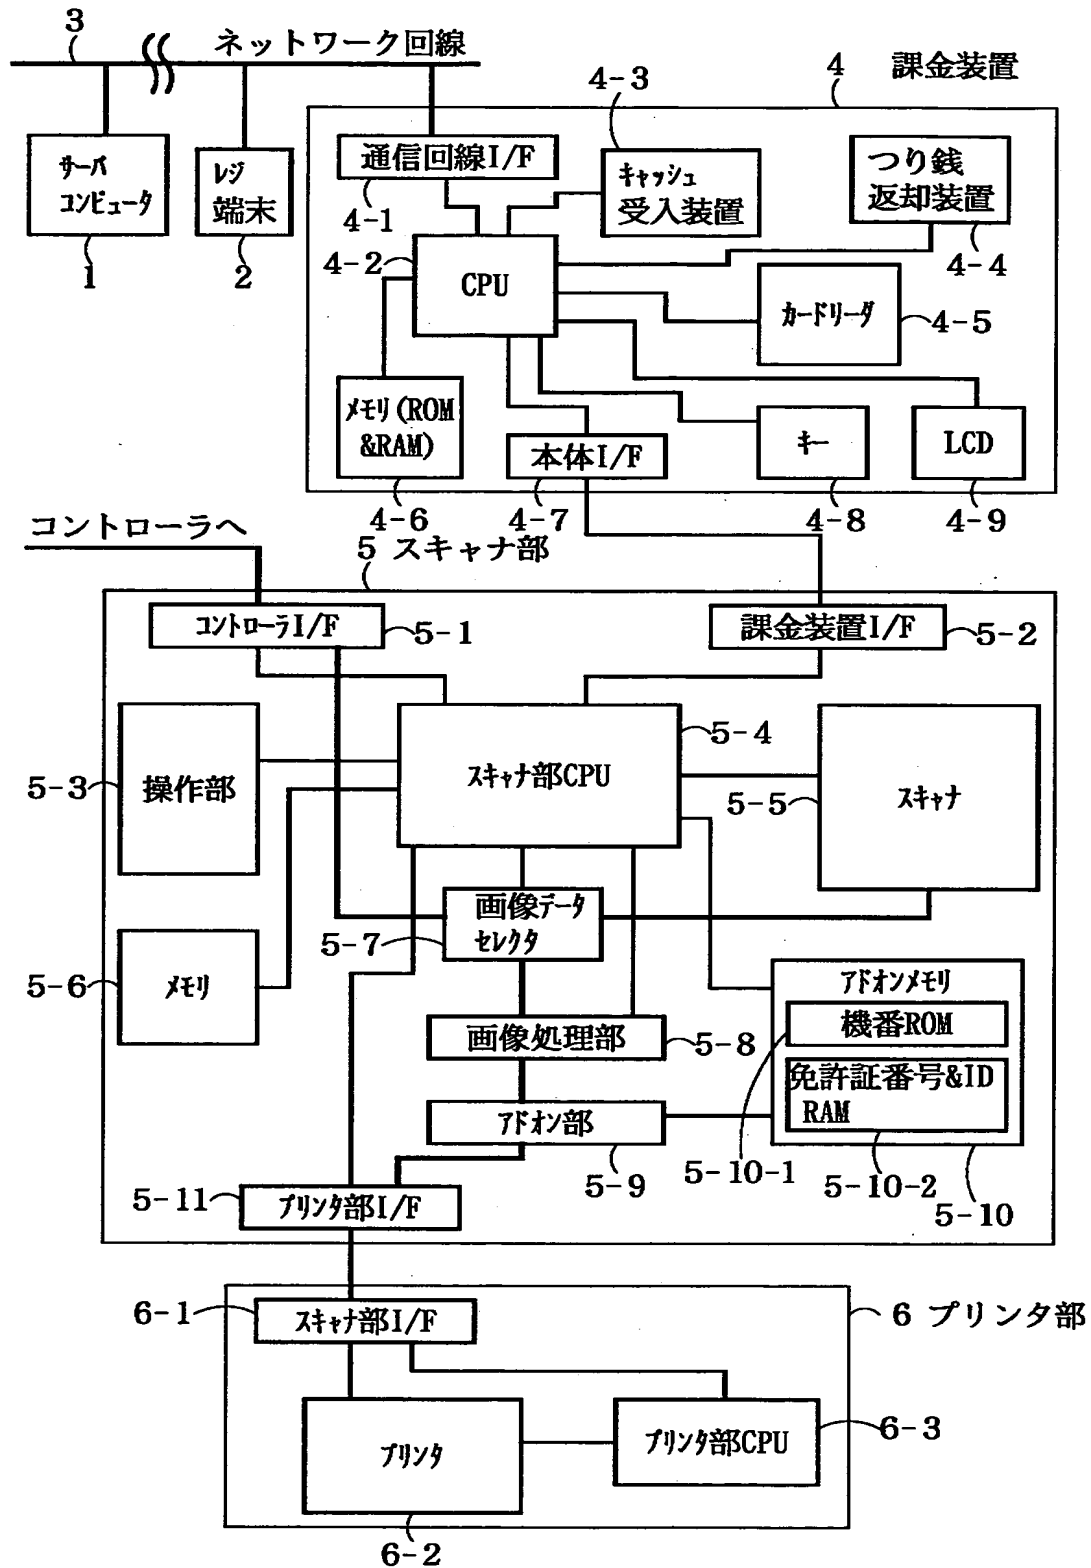 3
ネットワーク回線
サーバ
コンピュータ
1
レジ
端末
2
4 課金装置
通信回線I/F
4-1
4-3
キャッシュ
受入装置
つり銭
返却装置
4-4
4-2
CPU
カードリーダ
4-5
メモリ(ROM
&RAM)
4-6
本体I/F
4-7
キー
4-8
LCD
4-9
コントローラへ
5 スキャナ部
コントローラI/F
5-1
課金装置I/F
5-2
5-3
操作部
スキャナ部CPU
5-4
5-5
スキャナ
5-6
メモリ
5-7
画像データ
セレクタ
画像処理部
5-8
アドオン部
5-9
アドオンメモリ
機番ROM
免許証番号&ID
RAM
5-10-1
5-10-2
5-10
5-11
プリンタ部I/F
6-1
スキャナ部I/F
6 プリンタ部
プリンタ
6-2
プリンタ部CPU
6-3